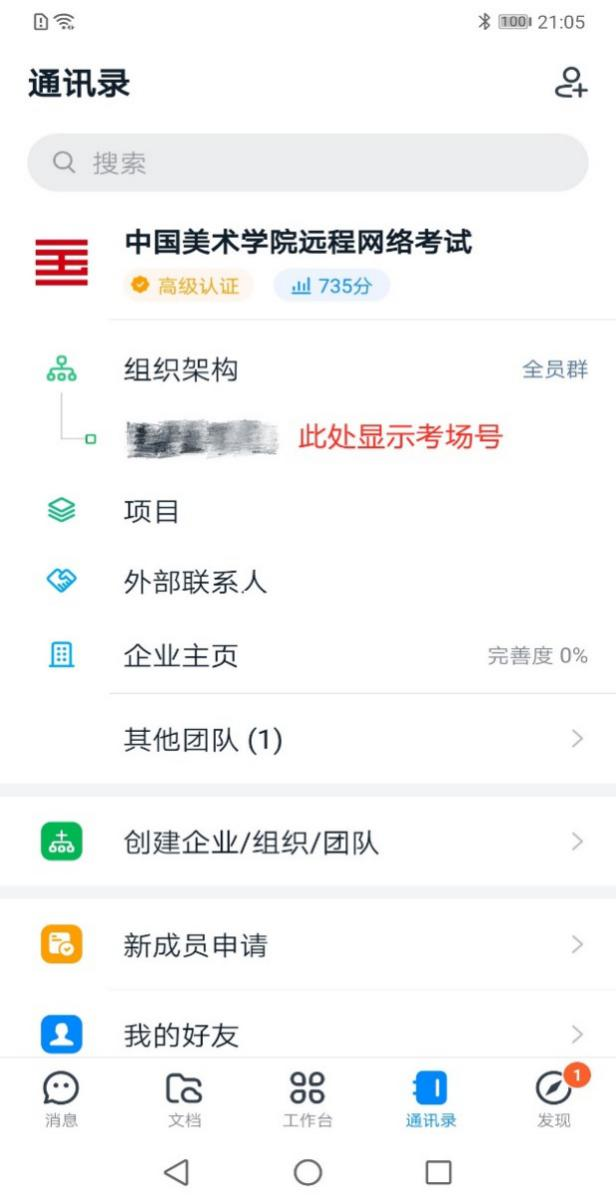 100 21:05
通讯录
搜索
中国美术学院远程网络考试
高级认证 735分
组织架构 全员群
此处显示考场号
项目
外部联系人
企业主页 完善度 0%
其他团队 (1)
创建企业/组织/团队
新成员申请
我的好友
1
消息 文档 工作台 通讯录 发现